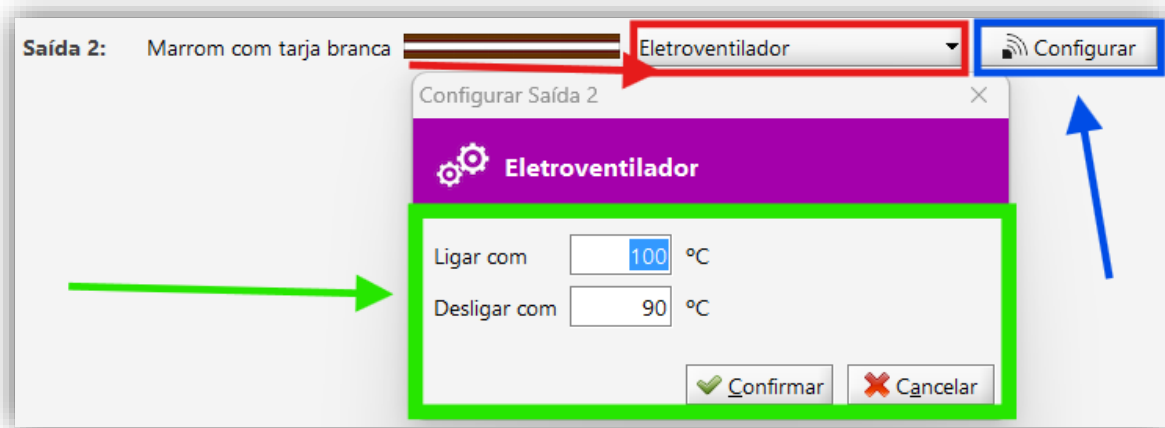 Saída 2: Marrom com tarja branca Eletroventilador Configurar
Configurar Saída 2
Eletroventilador
Ligar com 100 ºC
Desligar com 90 ºC
Confirmar Cancelar